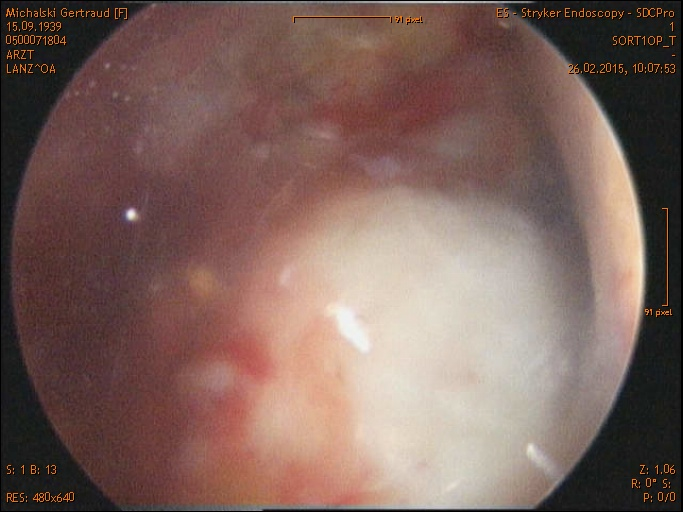 Michalski Gertraud [F]
15.09.1939
0500071804
ARZT
LANZ^OA
ES - Stryker Endoscopy - SDCPro
1
SORT1OP_T
-
26.02.2015, 10:07:53
91 pixel
91 pixel
S: 1 B: 13
RES: 480x640
Z: 1.06
R: 0° S:
P: 0/0